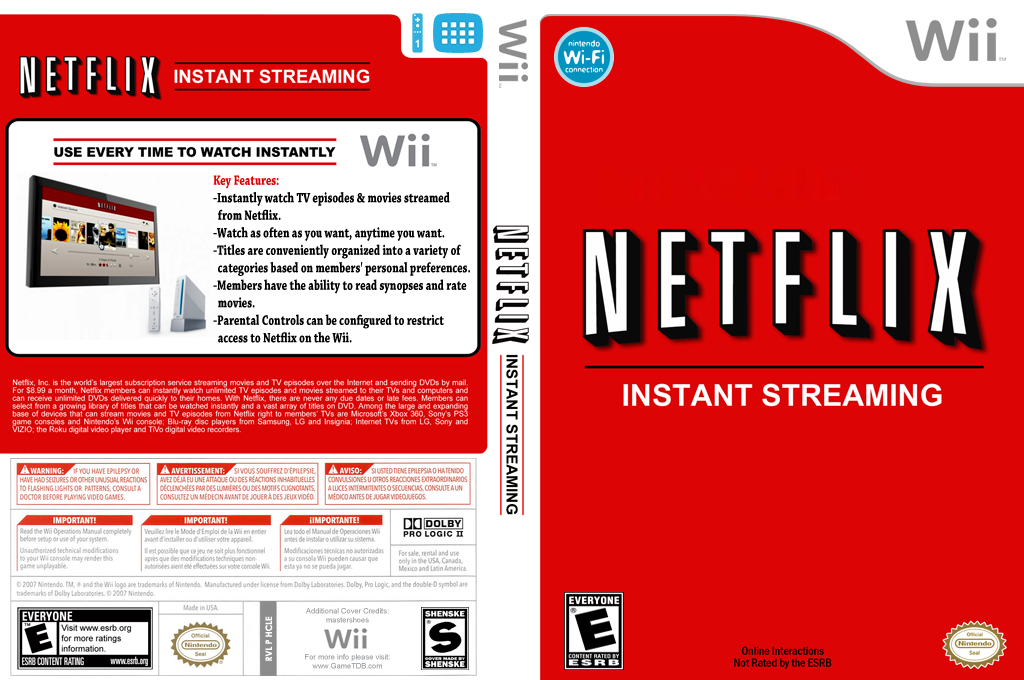 1
NETFLIX
INSTANT STREAMING
USE EVERY TIME TO WATCH INSTANTLY
Wii™
Key Features:
-Instantly watch TV episodes & movies streamed
from Netflix.
-Watch as often as you want, anytime you want.
-Titles are conveniently organized into a variety of
categories based on members' personal preferences.
-Members have the ability to read synopses and rate
movies.
-Parental Controls can be configured to restrict
access to Netflix on the Wii.
Netflix, Inc. is the world's largest subscription service streaming movies and TV episodes over the Internet and sending DVDs by mail.
For $8.99 a month, Netflix members can instantly watch unlimited TV episodes and movies streamed to their TVs and computers and
can receive unlimited DVDs delivered quickly to their homes. With Netflix, there are never any due dates or late fees. Members can
select from a growing library of titles that can be watched instantly and a vast array of titles on DVD. Among the large and expanding
base of devices that can stream movies and TV episodes from Netflix right to members' TVs are Microsoft's Xbox 360, Sony's PS3
game consoles and Nintendo's Wii console; Blu-ray disc players from Samsung, LG and Insignia; Internet TVs from LG, Sony and
VIZIO; the Roku digital video player and TiVo digital video recorders.
WARNING: IF YOU HAVE EPILEPSY OR
HAVE HAD SEIZURES OR OTHER UNUSUAL REACTIONS
TO FLASHING LIGHTS OR PATTERNS, CONSULT A
DOCTOR BEFORE PLAYING VIDEO GAMES.
AVERTISSEMENT: SI VOUS SOUFFREZ D'ÉPILEPSIE,
AVEZ DÉJÀ EU UNE ATTAQUE OU DES RÉACTIONS INHABITUELLES
DÉCLENCHÉES PAR DES LUMIÈRES OU DES MOTIFS CLIGNOTANTS,
CONSULTEZ UN MÉDECIN AVANT DE JOUER À DES JEUX VIDÉO.
AVISO: SI USTED TIENE EPILEPSIA O HA TENIDO
CONVULSIONES U OTROS REACCIONES EXTRAORDINARIOS
A LUCES INTERMITENTES O SECUENCIAS, CONSULTE A UN
MÉDICO ANTES DE JUGAR VIDEOJUEGOS.
IMPORTANT!
Read the Wii Operations Manual completely
before setup or use of your system.
Unauthorized technical modifications
to your Wii console may render this
game unplayable.
IMPORTANT!
Veuillez lire le Mode d'Emploi de la Wii en entier
avant d'installer ou d'utiliser votre appareil.
Il est possible que ce jeu ne soit plus fonctionnel
après que des modifications techniques non-
autorisées aient été effectuées sur votre console Wii.
¡IMPORTANTE!
Lea todo el Manual de Operaciones Wii
antes de instalar o utilizar su sistema.
Modificaciones técnicas no autorizadas
a su consola Wii pueden causar que
esta ya no se pueda jugar.
DOLBY
PRO LOGIC II
For sale, rental and use
only in the USA, Canada,
Mexico and Latin America.
© 2007 Nintendo. TM, ® and the Wii logo are trademarks of Nintendo. Manufactured under license from Dolby Laboratories. Dolby, Pro Logic, and the double-D symbol are
trademarks of Dolby Laboratories. © 2007 Nintendo.
EVERYONE
E
Visit www.esrb.org
for more ratings
information.
ESRB CONTENT RATING www.esrb.org
Made in USA
Official
Nintendo
Seal
RVL P HCLE
Additional Cover Credits:
mastershoes
Wii
For more info please visit:
www.GameTDB.com
SHENSKE
S
COVER MADE BY
SHENSKE
Wii
NETFLIX
INSTANT STREAMING
nintendo
Wi-Fi
connection
Wii™
NETFLIX
INSTANT STREAMING
EVERYONE
E
CONTENT RATED BY
ESRB
Online Interactions
Not Rated by the ESRB
Official
Nintendo
Seal